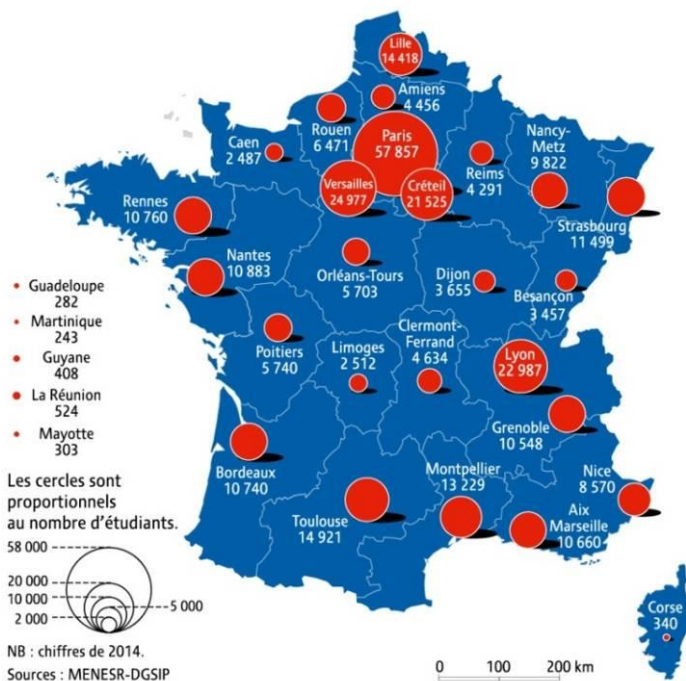 Lille
14 418
Amiens
4 456
Rouen
6 471
Caen
2 487
Paris
57 857
Nancy-
Metz
9 822
Reims
4 291
Versailles
24 977
Créteil
21 525
Rennes
10 760
Strasbourg
11 499
Nantes
10 883
Orléans-Tours
5 703
Dijon
3 655
Besançon
3 457
Guadeloupe
282
Martinique
243
Guyane
408
La Réunion
524
Mayotte
303
Poitiers
5 740
Limoges
2 512
Clermont-
Ferrand
4 634
Lyon
22 987
Grenoble
10 548
Bordeaux
10 740
Toulouse
14 921
Montpellier
13 229
Nice
8 570
Aix
Marseille
10 660
Corse
340
Les cercles sont
proportionnels
au nombre d'étudiants.
58 000
20 000
10 000
5 000
2 000
NB : chiffres de 2014.
Sources : MENESR-DGSIP
0 100 200 km